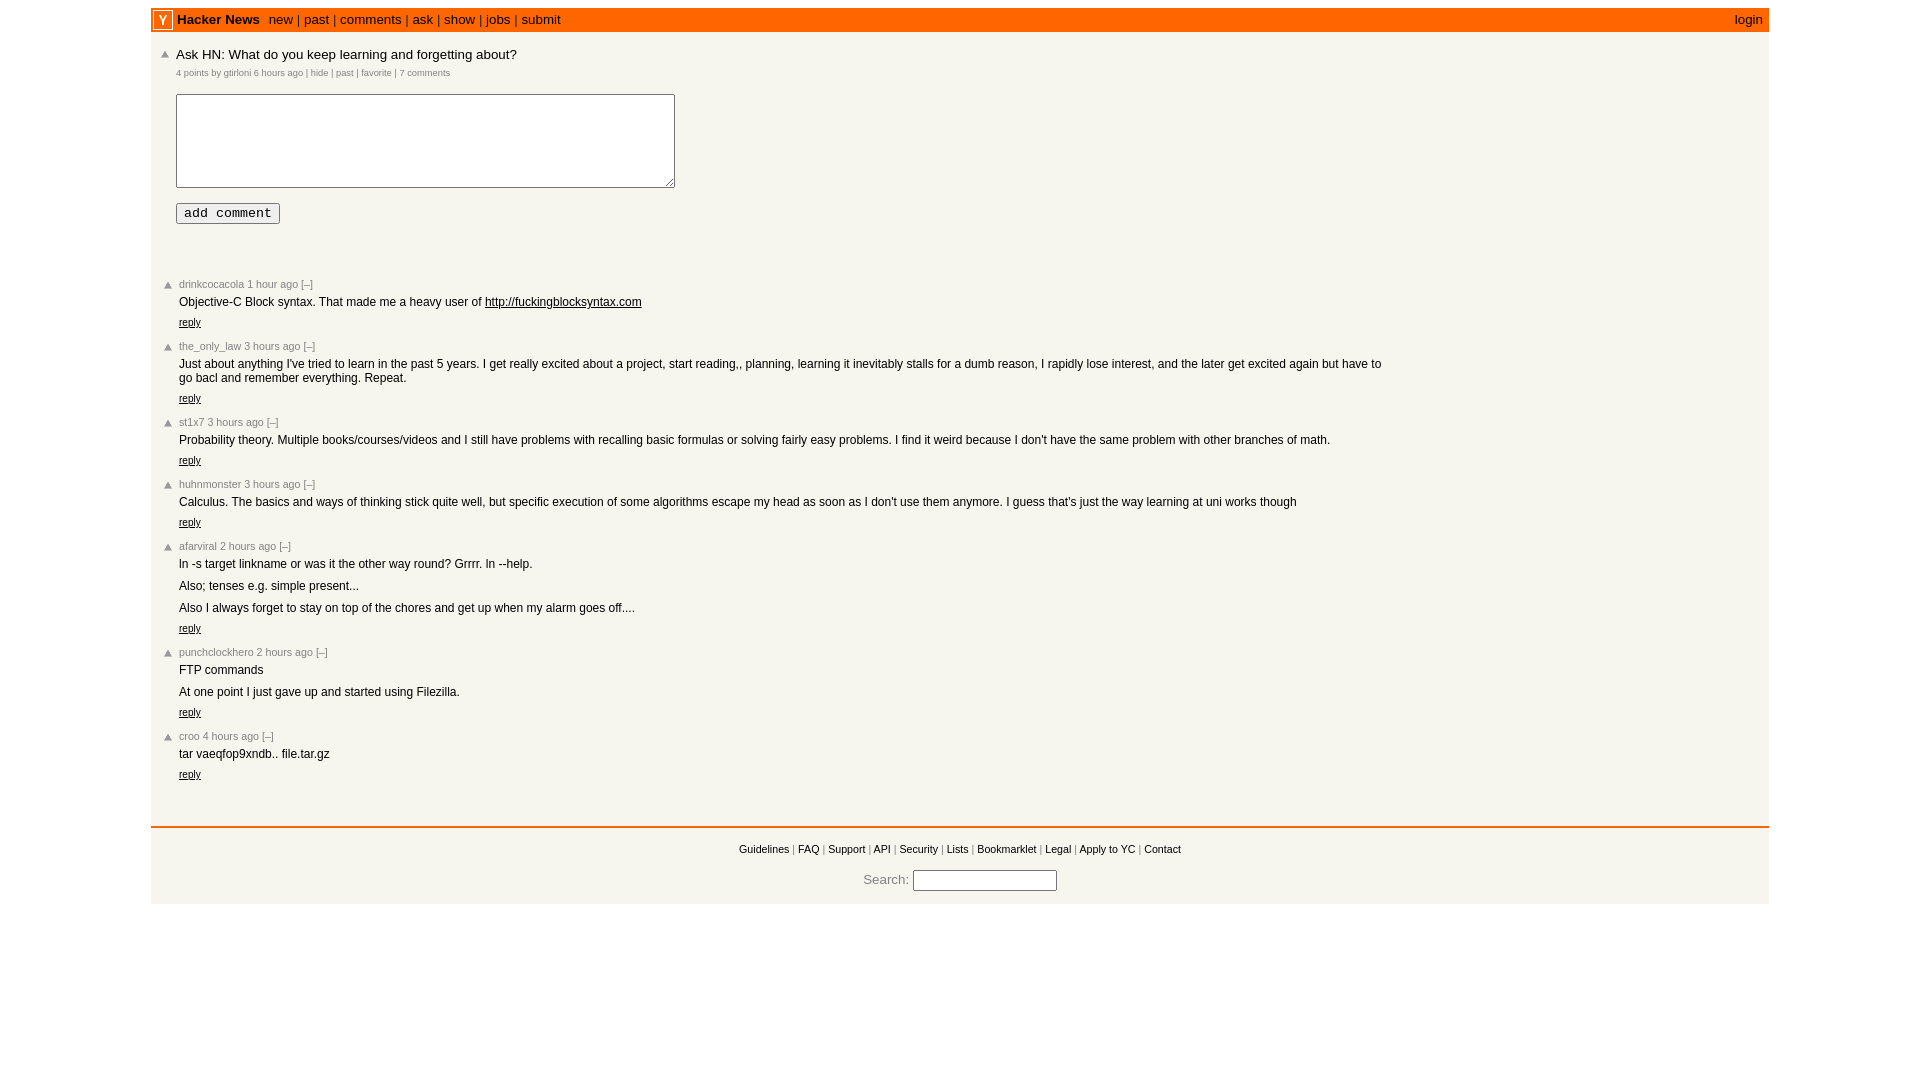 Y Hacker News new | past | comments | ask | show | jobs | submit login
Ask HN: What do you keep learning and forgetting about?
4 points by gtirloni 6 hours ago | hide | past | favorite | 7 comments
add comment
drinkcocacola 1 hour ago [–]
Objective-C Block syntax. That made me a heavy user of http://fuckingblocksyntax.com
reply
the_only_law 3 hours ago [–]
Just about anything I've tried to learn in the past 5 years. I get really excited about a project, start reading,, planning, learning it inevitably stalls for a dumb reason, I rapidly lose interest, and the later get excited again but have to
go bacl and remember everything. Repeat.
reply
st1x7 3 hours ago [–]
Probability theory. Multiple books/courses/videos and I still have problems with recalling basic formulas or solving fairly easy problems. I find it weird because I don't have the same problem with other branches of math.
reply
huhnmonster 3 hours ago [–]
Calculus. The basics and ways of thinking stick quite well, but specific execution of some algorithms escape my head as soon as I don't use them anymore. I guess that's just the way learning at uni works though
reply
afarviral 2 hours ago [–]
ln -s target linkname or was it the other way round? Grrrr. ln --help.
Also; tenses e.g. simple present...
Also I always forget to stay on top of the chores and get up when my alarm goes off....
reply
punchclockhero 2 hours ago [–]
FTP commands
At one point I just gave up and started using Filezilla.
reply
croo 4 hours ago [–]
tar vaeqfop9xndb.. file.tar.gz
reply
Guidelines | FAQ | Support | API | Security | Lists | Bookmarklet | Legal | Apply to YC | Contact
Search: